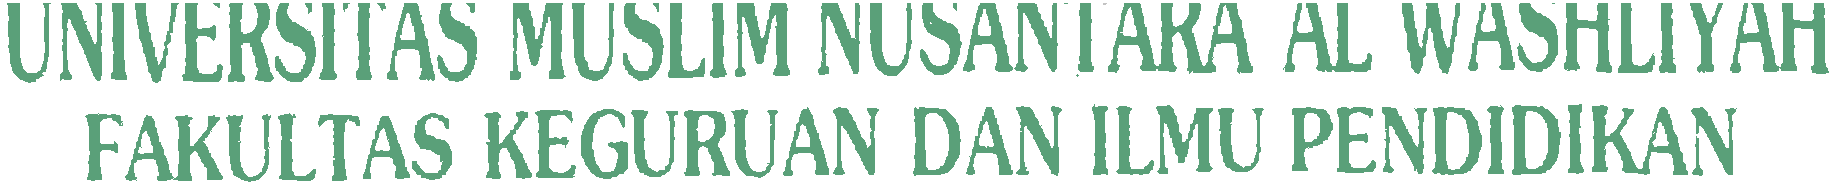 UNIVERSITAS MUSLIM NUSANTARA AL WASHLIYAH
FAKULTAS KEGURUAN DAN ILMU PENDIDIKAN